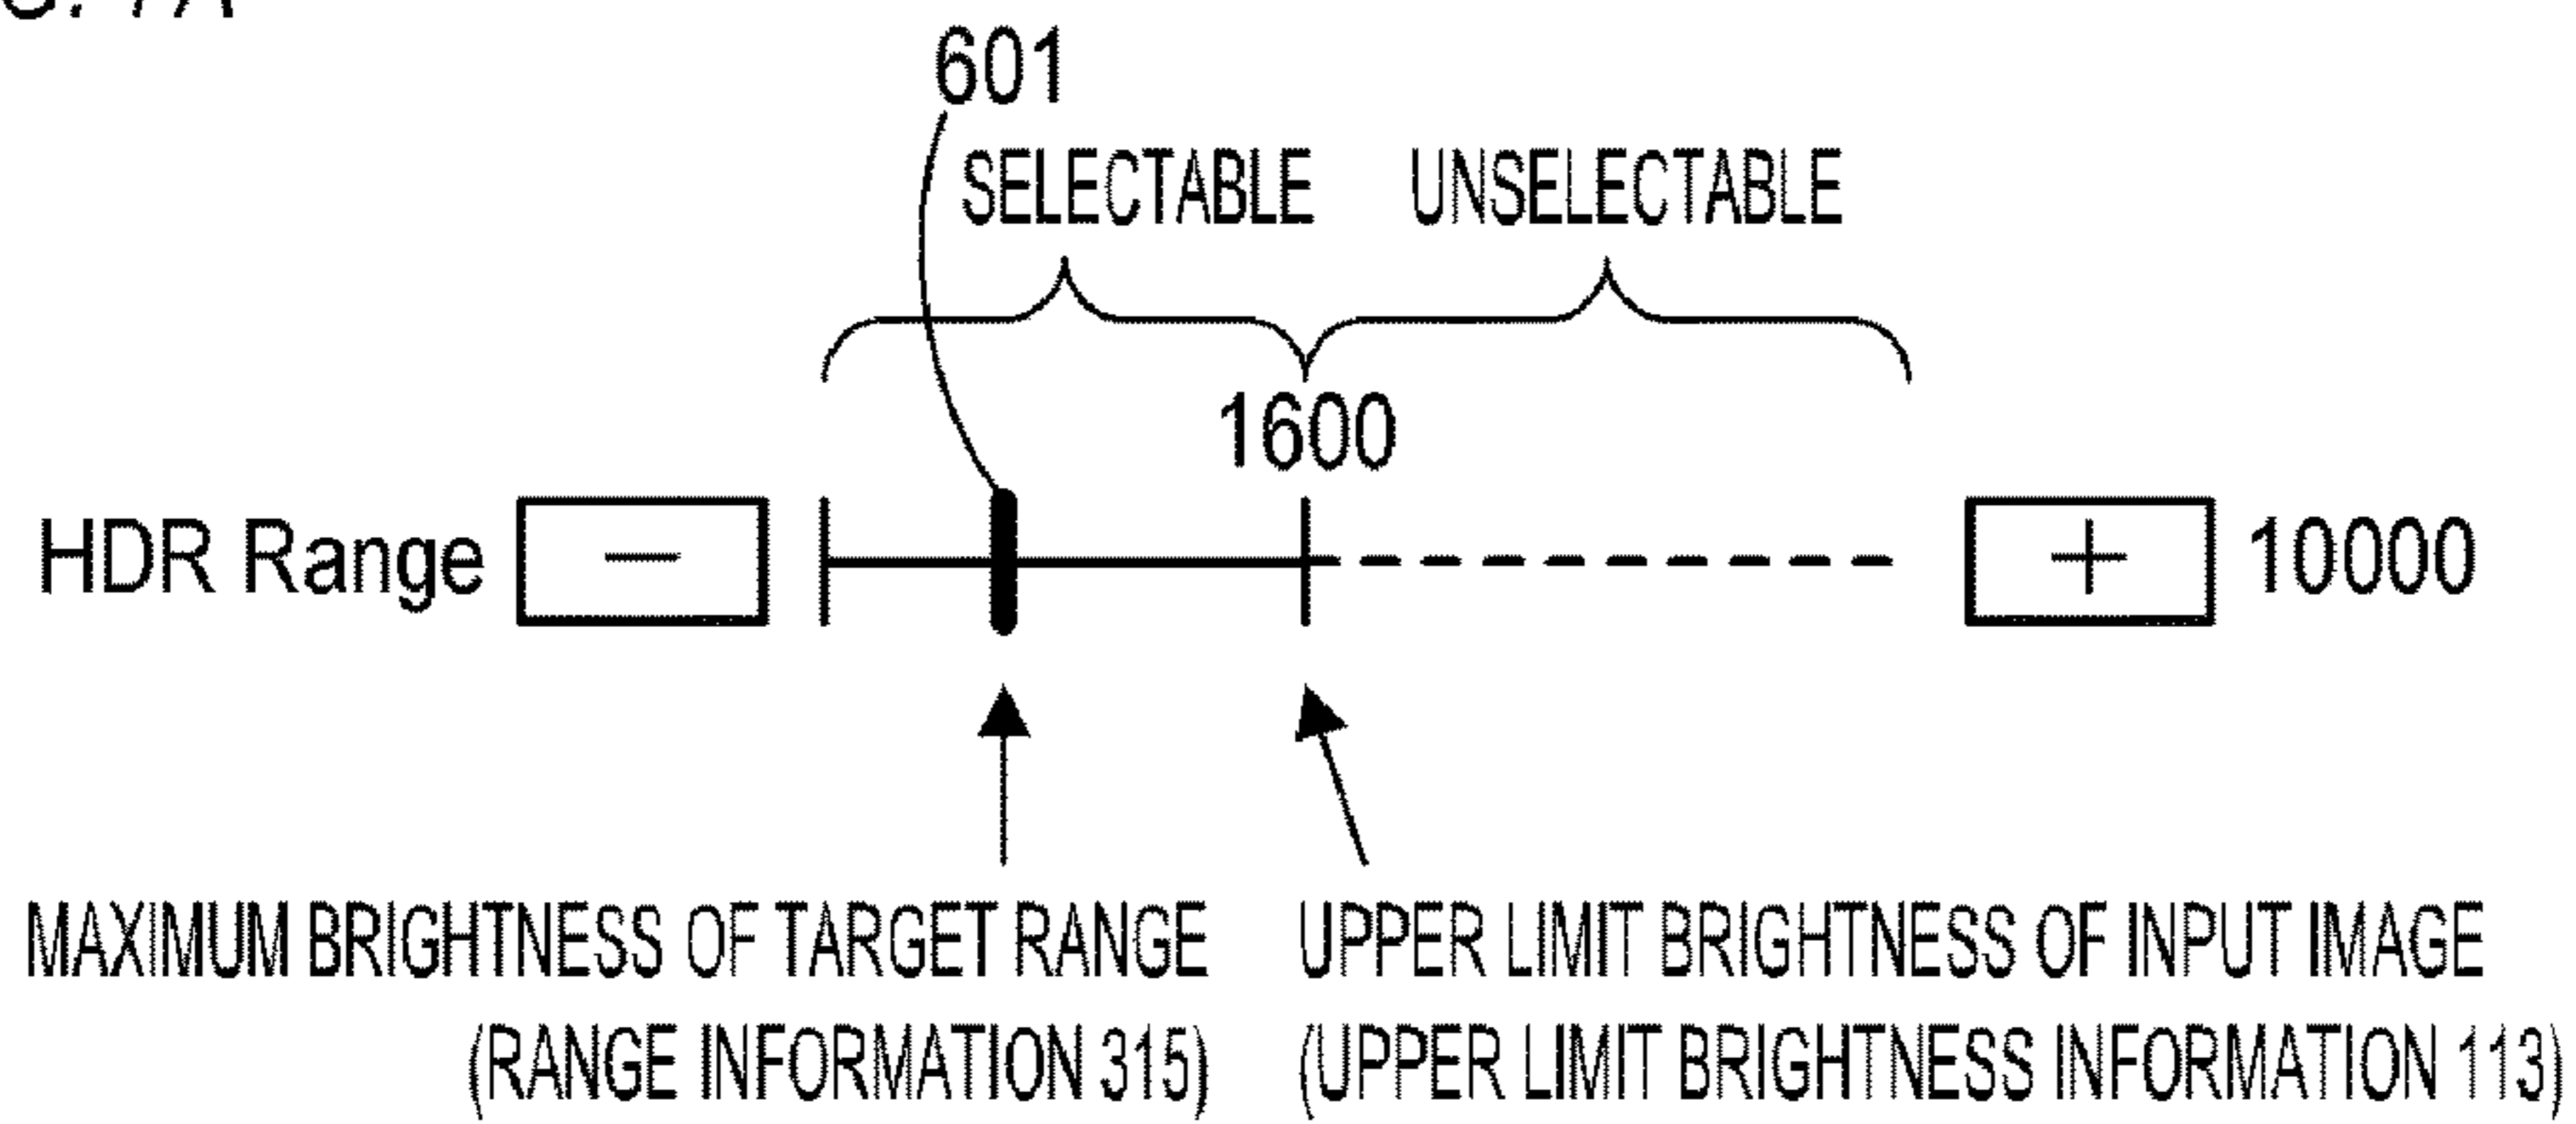 601
SELECTABLE UNSELECTABLE
1600
HDR Range − + 10000
MAXIMUM BRIGHTNESS OF TARGET RANGE
(RANGE INFORMATION 315)
UPPER LIMIT BRIGHTNESS OF INPUT IMAGE
(UPPER LIMIT BRIGHTNESS INFORMATION 113)